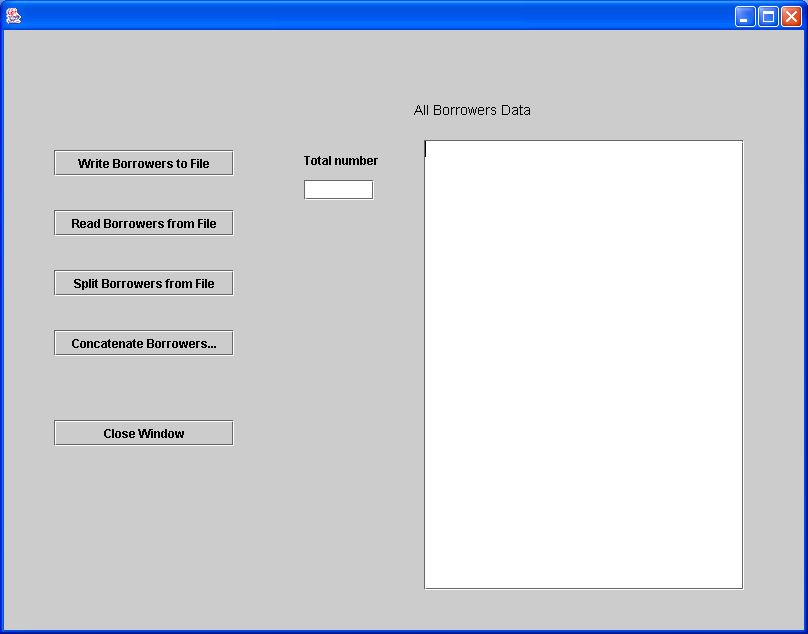 All Borrowers Data
Write Borrowers to File
Total number
Read Borrowers from File
Split Borrowers from File
Concatenate Borrowers...
Close Window